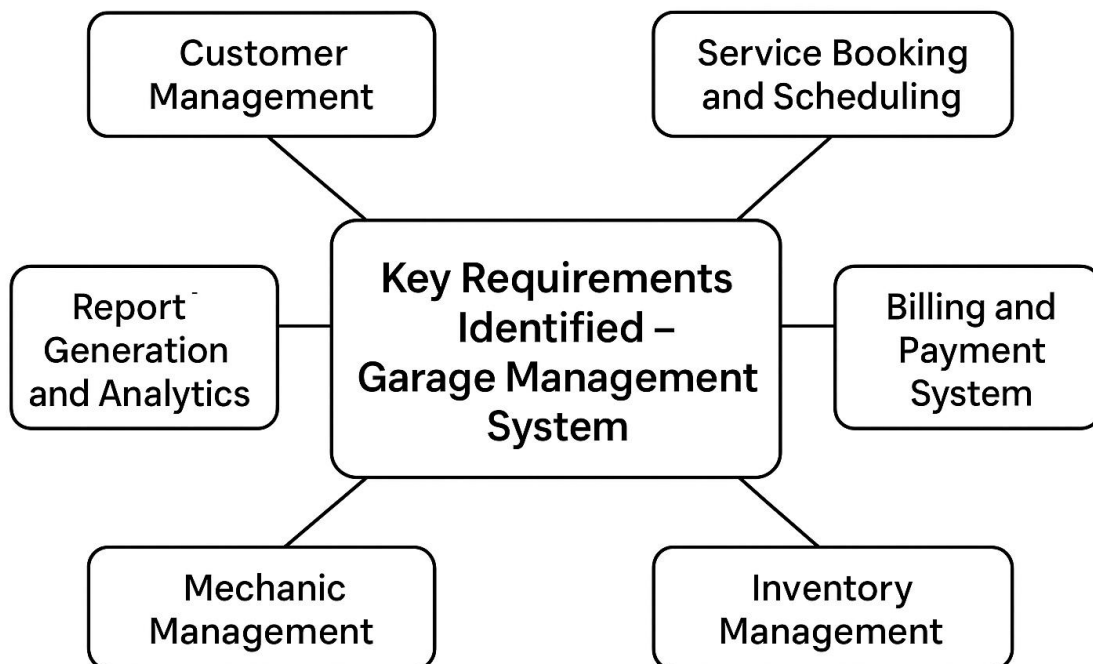 Customer
Management
Service Booking
and Scheduling
Key Requirements
Identified –
Garage Management
System
Report -
Generation
and Analytics
Billing and
Payment
System
Mechanic
Management
Inventory
Management